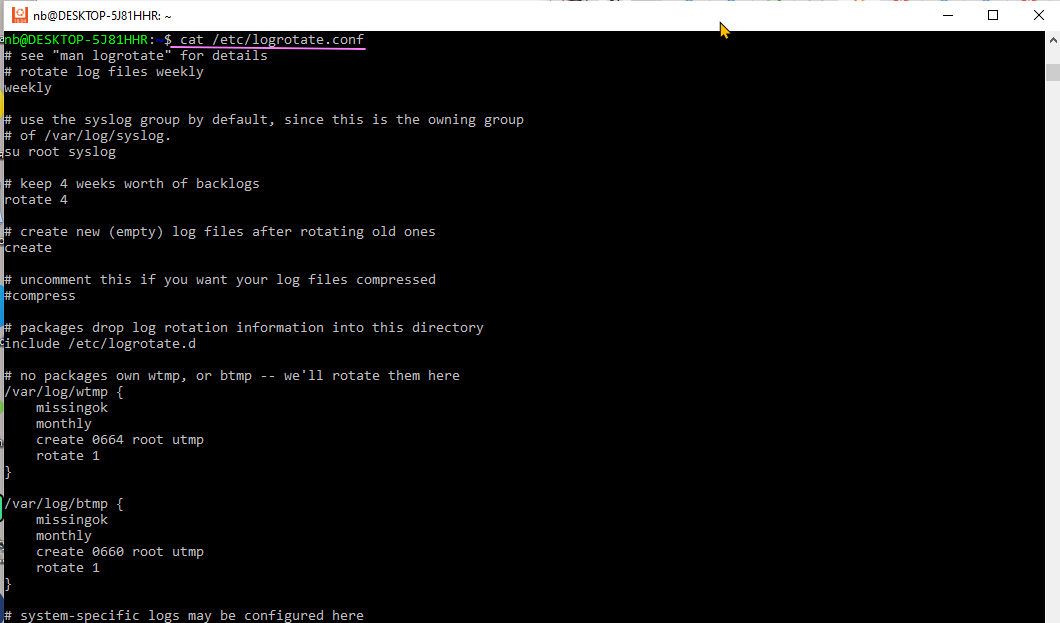 nb@DESKTOP-5J81HHR: ~
nb@DESKTOP-5J81HHR:~$ cat /etc/logrotate.conf
# see "man logrotate" for details
# rotate log files weekly
weekly

# use the syslog group by default, since this is the owning group
# of /var/log/syslog.
su root syslog

# keep 4 weeks worth of backlogs
rotate 4

# create new (empty) log files after rotating old ones
create

# uncomment this if you want your log files compressed
#compress

# packages drop log rotation information into this directory
include /etc/logrotate.d

# no packages own wtmp, or btmp -- we'll rotate them here
/var/log/wtmp {
    missingok
    monthly
    create 0664 root utmp
    rotate 1
}

/var/log/btmp {
    missingok
    monthly
    create 0660 root utmp
    rotate 1
}

# system-specific logs may be configured here